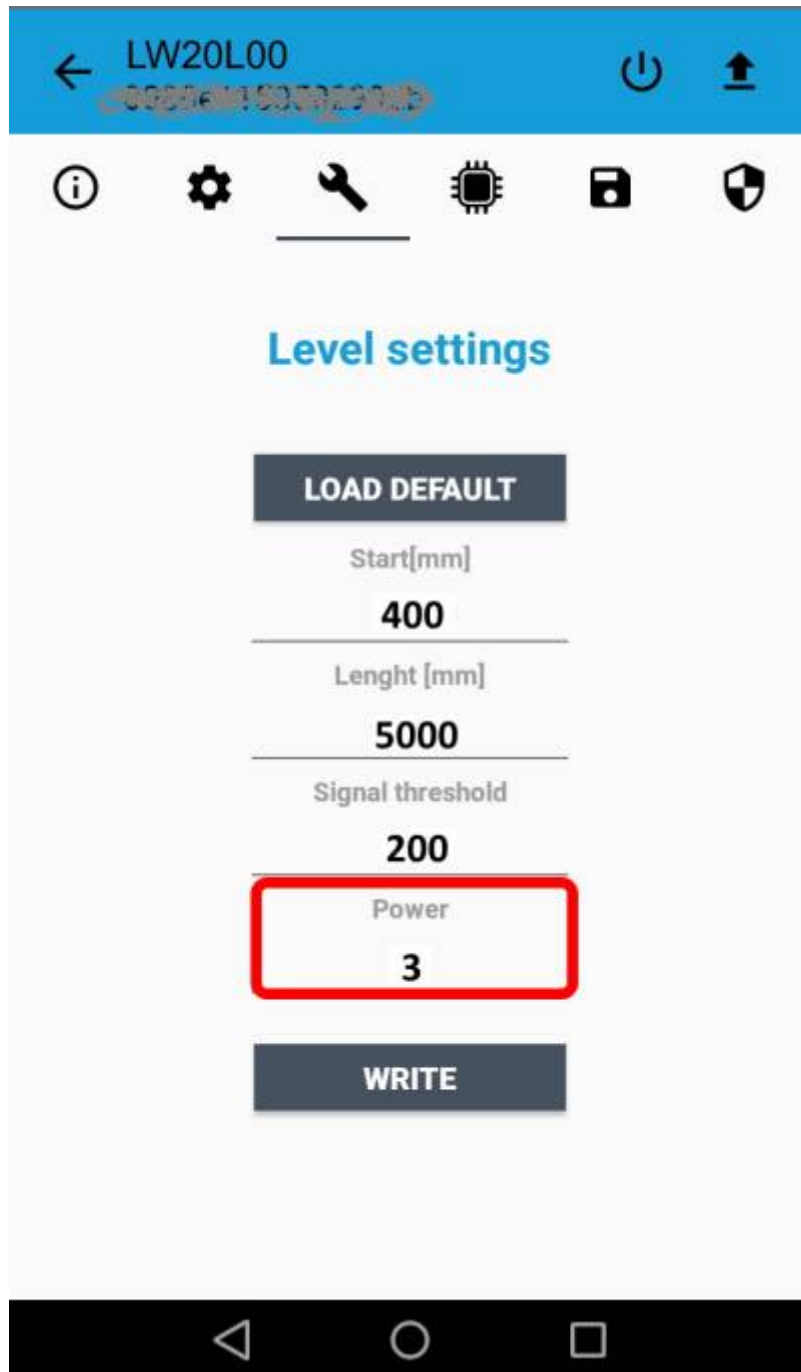 LW20L00
Level settings
LOAD DEFAULT
Start[mm]
400
Lenght [mm]
5000
Signal threshold
200
Power
3
WRITE